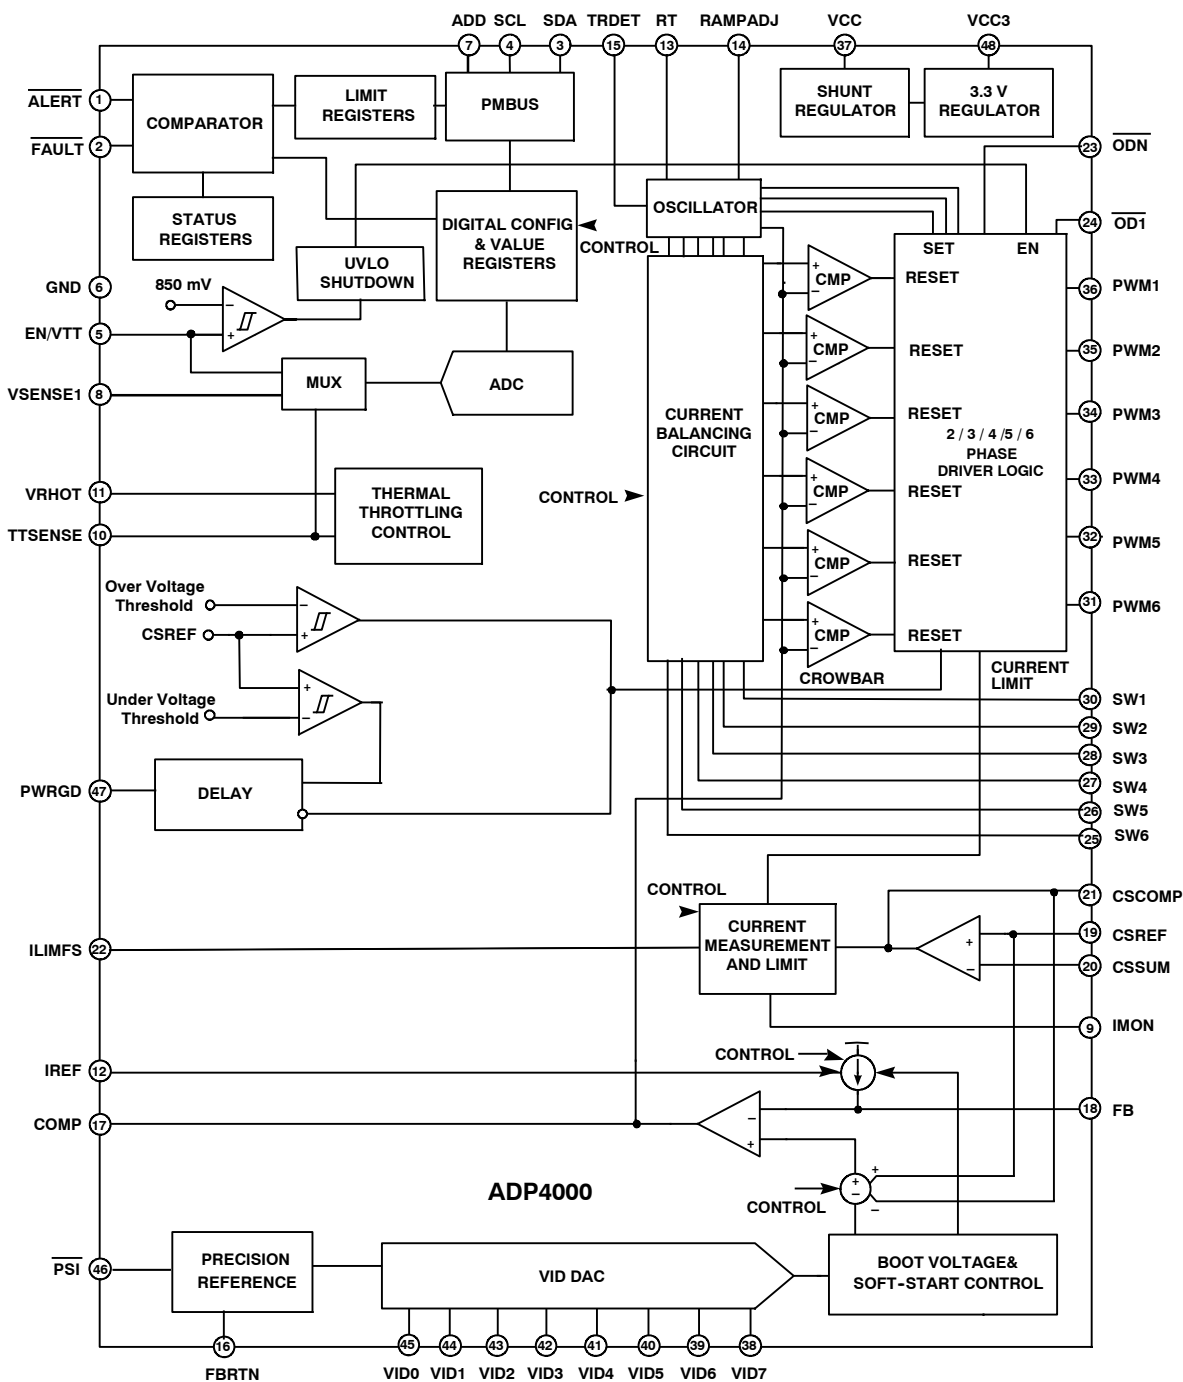 ADD SCL SDA TRDET RT RAMPADJ VCC VCC3
7 4 3 15 13 14 37 48
ALERT 1
FAULT 2
COMPARATOR
LIMIT
REGISTERS
PMBUS
SHUNT
REGULATOR
3.3 V
REGULATOR
23 ODN
24 OD1
STATUS
REGISTERS
DIGITAL CONFIG
& VALUE
REGISTERS
CONTROL
OSCILLATOR
SET EN
UVLO
SHUTDOWN
GND 6
850 mV
− +
EN/VTT 5
VSENSE1 8
MUX
ADC
CURRENT
BALANCING
CIRCUIT
CONTROL
+ − CMP RESET
+ − CMP RESET
+ − CMP RESET
+ − CMP RESET
+ − CMP RESET
+ − CMP RESET
2 / 3 / 4 /5 / 6
PHASE
DRIVER LOGIC
36 PWM1
35 PWM2
34 PWM3
33 PWM4
32 PWM5
31 PWM6
VRHOT 11
TTSENSE 10
THERMAL
THROTTLING
CONTROL
Over Voltage
Threshold
− +
CSREF
+ −
Under Voltage
Threshold
CROWBAR
CURRENT
LIMIT
30 SW1
29 SW2
28 SW3
27 SW4
26 SW5
25 SW6
PWRGD 47
DELAY
CONTROL
CURRENT
MEASUREMENT
AND LIMIT
+ −
21 CSCOMP
19 CSREF
20 CSSUM
ILIMFS 22
9 IMON
CONTROL
IREF 12
COMP 17
− +
18 FB
+ −
+
−
CONTROL
ADP4000
PSI 46
PRECISION
REFERENCE
VID DAC
BOOT VOLTAGE&
SOFT-START CONTROL
16 45 44 43 42 41 40 39 38
FBRTN VID0 VID1 VID2 VID3 VID4 VID5 VID6 VID7